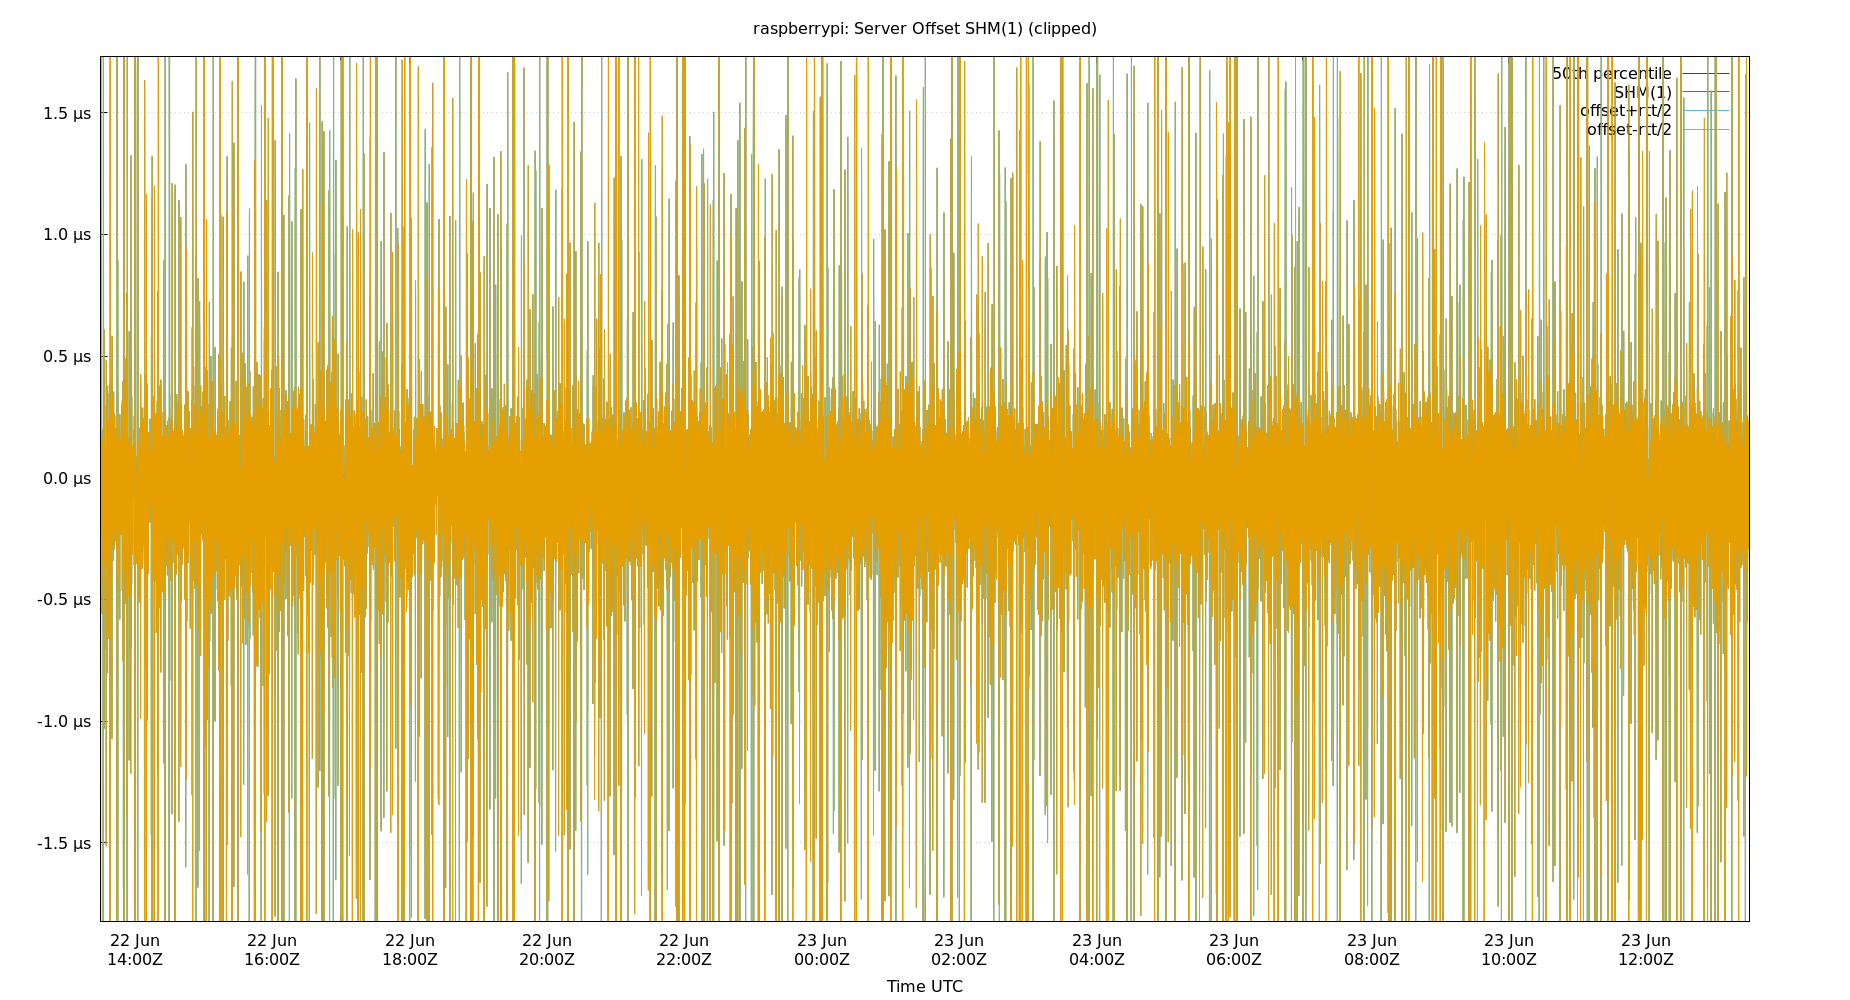 raspberrypi: Server Offset SHM(1) (clipped)
50th percentile
SHM(1)
offset+rtt/2
offset-rtt/2
1.5 µs
1.0 µs
0.5 µs
0.0 µs
-0.5 µs
-1.0 µs
-1.5 µs
22 Jun 22 Jun 22 Jun 22 Jun 22 Jun 23 Jun 23 Jun 23 Jun 23 Jun 23 Jun 23 Jun 23 Jun
14:00Z 16:00Z 18:00Z 20:00Z 22:00Z 00:00Z 02:00Z 04:00Z 06:00Z 08:00Z 10:00Z 12:00Z
Time UTC